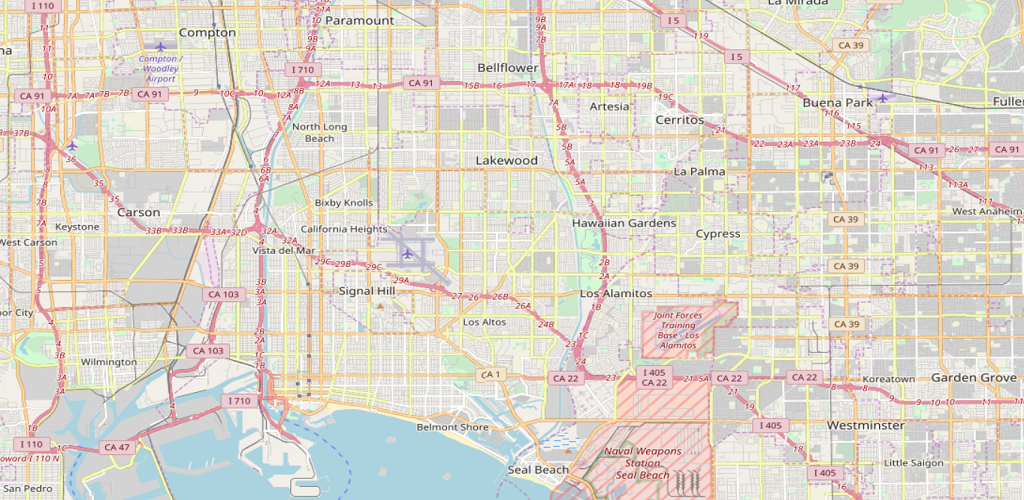 I 110
Paramount
La Mirada
Compton
I 5
CA 39
Compton/
Woodley
Airport
I 710
Bellflower
CA 91
Artesia
Buena Park
Cerritos
North Long
Beach
Lakewood
La Palma
CA 91
CA 91
Carson
Bixby Knolls
West Anaheim
Keystone
California Heights
Hawaiian Gardens
CA 39
West Carson
Cypress
Vista del Mar
CA 39
CA 103
Signal Hill
Los Alamitos
Los Altos
Joint Forces
Training
Base - Los
Alamitos
CA 39
CA 103
Wilmington
CA 1
CA 22
I 405
CA 22
CA 22
CA 22
Koreatown
Garden Grove
I 710
Belmont Shore
I 405
Westminster
I 110
CA 47
Naval Weapons
Station
Seal Beach
Seal Beach
Little Saigon
I 405
San Pedro